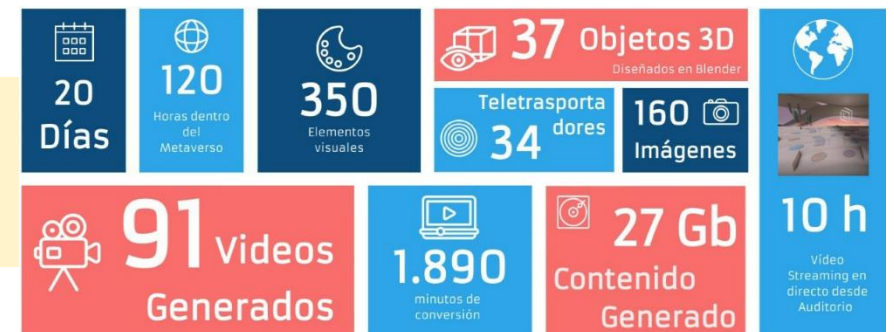 20
Días
120
Horas dentro
del
Metaverso
350
Elementos
visuales
37 Objetos 3D
Diseñados en Blender
Teletrasporta
34 dores
160
Imágenes
10 h
Vídeo
Streaming en
directo desde
Auditorio
91 Videos
Generados
1.890
minutos de
conversión
27 Gb
Contenido
Generado